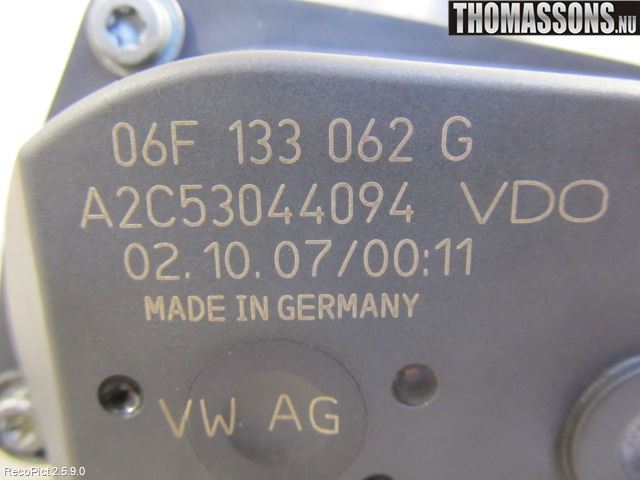 THOMASSONS.NU
06F 133 062 G
A2C53044094 VDO
02.10.07/00:11
MADE IN GERMANY
VW AG
RecoPict 2.5.9.0